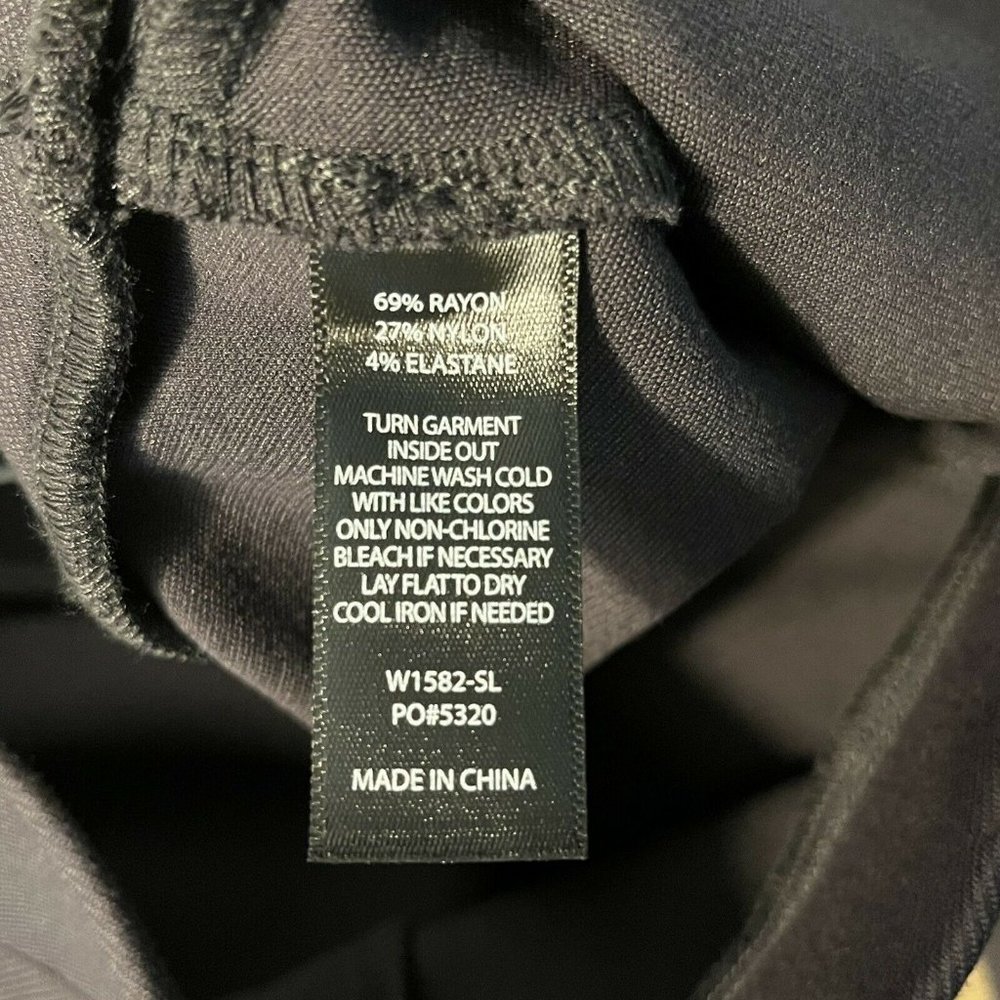 69% RAYON
27% NYLON
4% ELASTANE
TURN GARMENT
INSIDE OUT
MACHINE WASH COLD
WITH LIKE COLORS
ONLY NON-CHLORINE
BLEACH IF NECESSARY
LAY FLAT TO DRY
COOL IRON IF NEEDED
W1582-SL
PO#5320
MADE IN CHINA